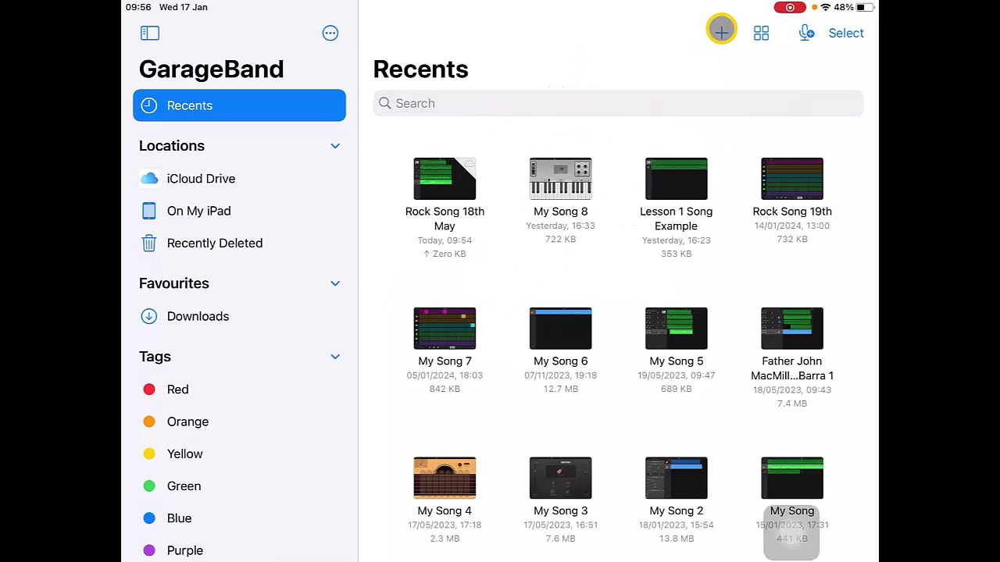 09:56 Wed 17 Jan
48%
Select
GarageBand
Recents
Locations
iCloud Drive
On My iPad
Recently Deleted
Favourites
Downloads
Tags
Red
Orange
Yellow
Green
Blue
Purple
Recents
Search
Rock Song 18th
May
Today, 09:54
↑ Zero KB
My Song 8
Yesterday, 16:33
722 KB
Lesson 1 Song
Example
Yesterday, 16:23
353 KB
Rock Song 19th
14/01/2024, 13:00
732 KB
My Song 7
05/01/2024, 18:03
842 KB
My Song 6
07/11/2023, 19:18
12.7 MB
My Song 5
19/05/2023, 09:47
689 KB
Father John
MacMill...Barra 1
18/05/2023, 09:43
7.4 MB
My Song 4
17/05/2023, 17:18
2.3 MB
My Song 3
17/05/2023, 16:51
7.6 MB
My Song 2
18/01/2023, 15:54
13.8 MB
My Song
15/01/2023, 17:31
441 KB